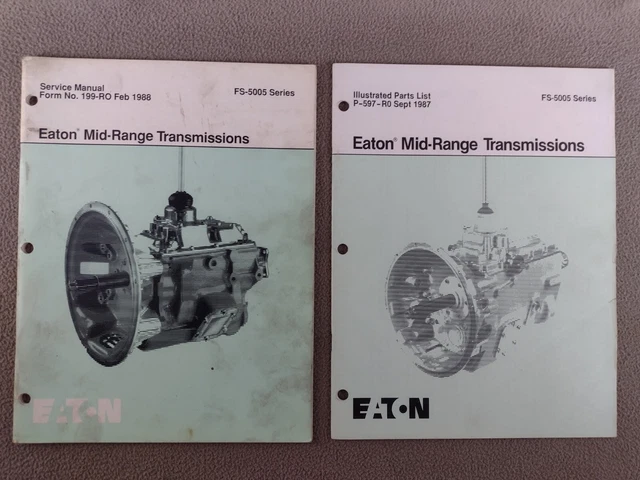 Service Manual
Form No. 199-RO Feb 1988
FS-5005 Series
Eaton® Mid-Range Transmissions
EATON
Illustrated Parts List
P-597-R0 Sept 1987
FS-5005 Series
Eaton® Mid-Range Transmissions
EATON